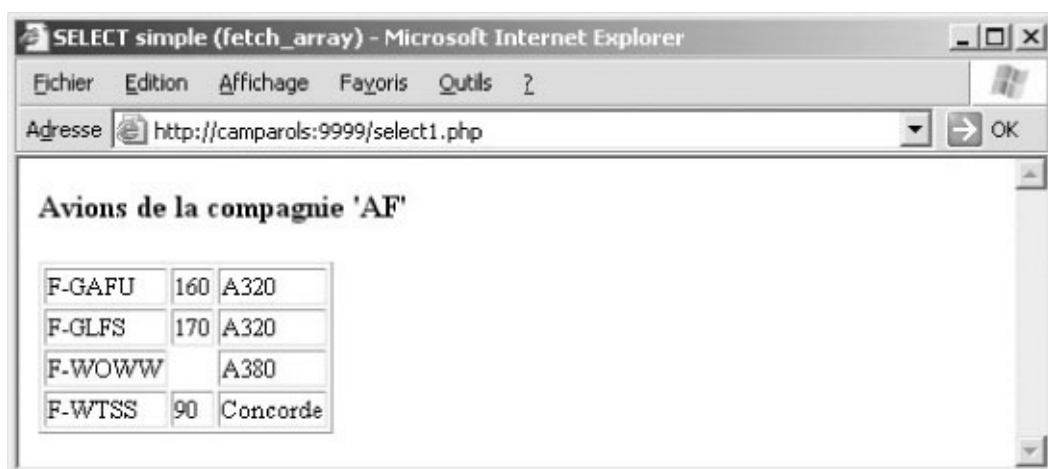 SELECT simple (fetch_array) - Microsoft Internet Explorer
Fichier Edition Affichage Favoris Outils ?
Adresse http://camparols:9999/select1.php OK
Avions de la compagnie 'AF'
F-GAFU 160 A320
F-GLFS 170 A320
F-WOWW A380
F-WTSS 90 Concorde